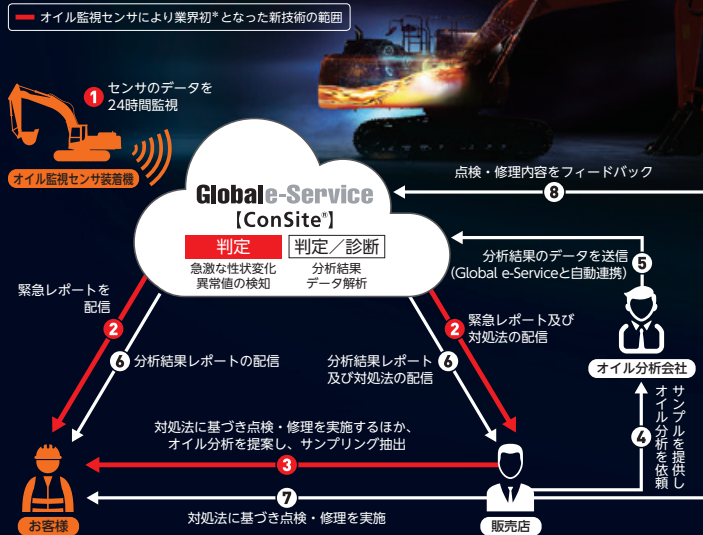 オイル監視センサにより業界初*となった新技術の範囲
1
センサのデータを
24時間監視
オイル監視センサ装着機
Global e-Service
【ConSite®】
判定
急激な性状変化
異常値の検知
判定／診断
分析結果
データ解析
点検・修理内容をフィードバック
8
分析結果のデータを送信
(Global e-Serviceと自動連携)
5
オイル分析会社
緊急レポートを
配信
2
6
分析結果レポートの配信
2
緊急レポート及び
対処法の配信
分析結果レポート
及び対処法の配信
6
サンプルを提供し
オイル分析を依頼
4
対処法に基づき点検・修理を実施するほか、
オイル分析を提案し、サンプリング抽出
3
7
対処法に基づき点検・修理を実施
お客様
販売店